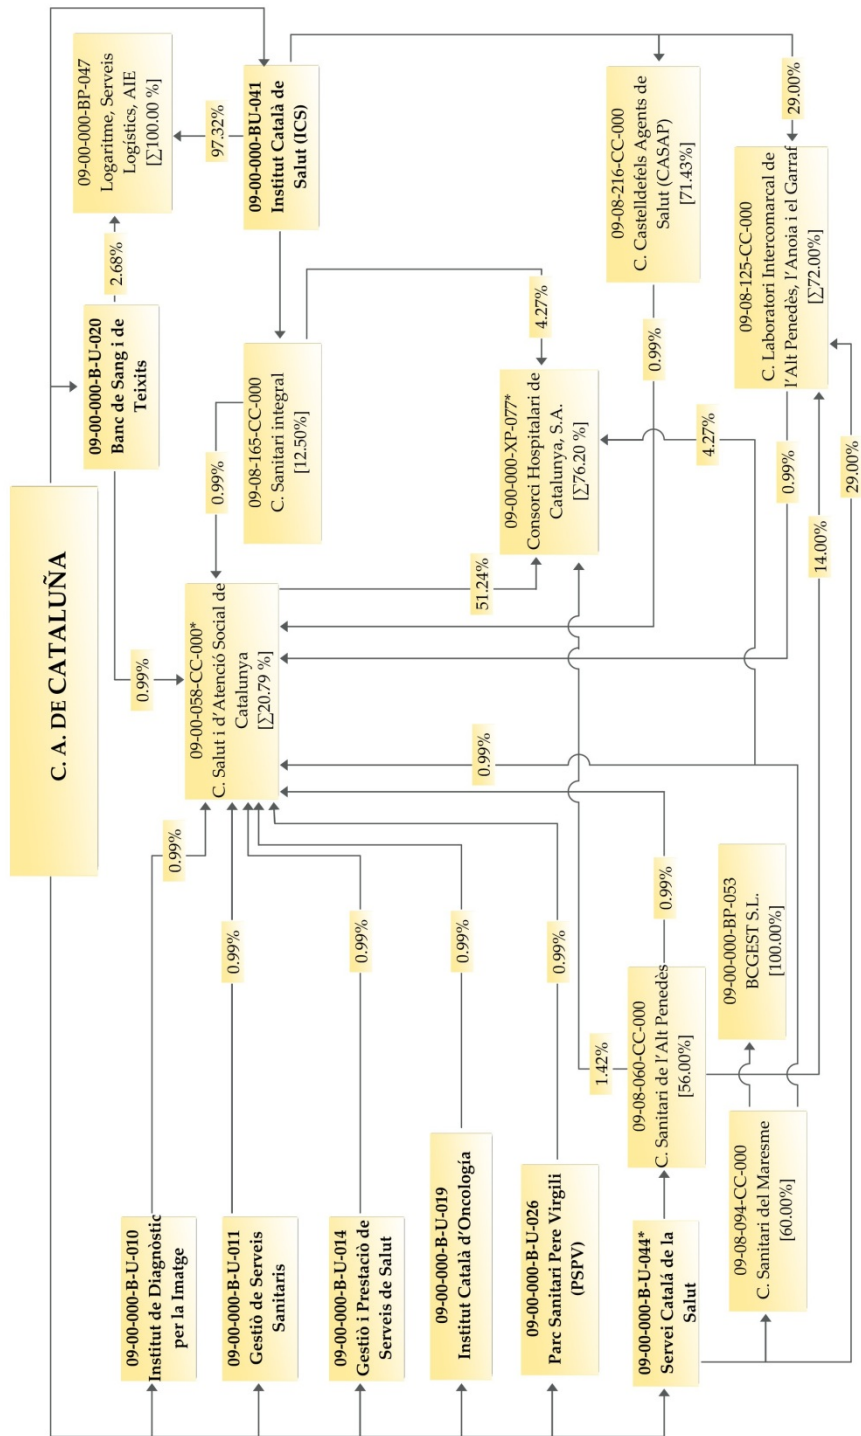 C. A. DE CATALUÑA
09-00-000-B-U-010
Institut de Diagnòstic
per la Imatge
09-00-000-B-U-011
Gestiò de Serveis
Sanitaris
09-00-000-B-U-014
Gestiò i Prestaciò de
Serveis de Salut
09-00-000-B-U-019
Institut Català d'Oncología
09-00-000-B-U-026
Parc Sanitari Pere Virgili
(PSPV)
09-00-000-B-U-044*
Servei Catalá de la
Salut
09-08-094-CC-000
C. Sanitari del Maresme
[60.00%]
09-08-060-CC-000
C. Sanitari de l'Alt Penedès
[56.00%]
09-00-000-BP-053
BCGEST S.L.
[100.00%]
0.99%
0.99%
0.99%
0.99%
0.99%
1.42%
0.99%
0.99%
09-00-058-CC-000*
C. Salut i d'Atenció Social de
Catalunya
[∑20.79 %]
0.99%
0.99%
51.24%
09-00-000-B-U-020
Banc de Sang i de
Teixits
2.68%
09-00-000-BP-047
Logaritme, Serveis
Logístics, AIE
[∑100.00 %]
97.32%
09-00-000-BU-041
Institut Català de
Salut (ICS)
09-08-165-CC-000
C. Sanitari integral
[12.50%]
4.27%
09-00-000-XP-077*
Consorci Hospitalari de
Catalunya, S.A.
[∑76.20 %]
4.27%
09-08-216-CC-000
C. Castelldefels Agents de
Salut (CASAP)
[71.43%]
0.99%
29.00%
09-08-125-CC-000
C. Laboratori Intercomarcal de
l'Alt Penedès, l'Anoia i el Garraf
[∑72.00%]
0.99%
14.00%
29.00%